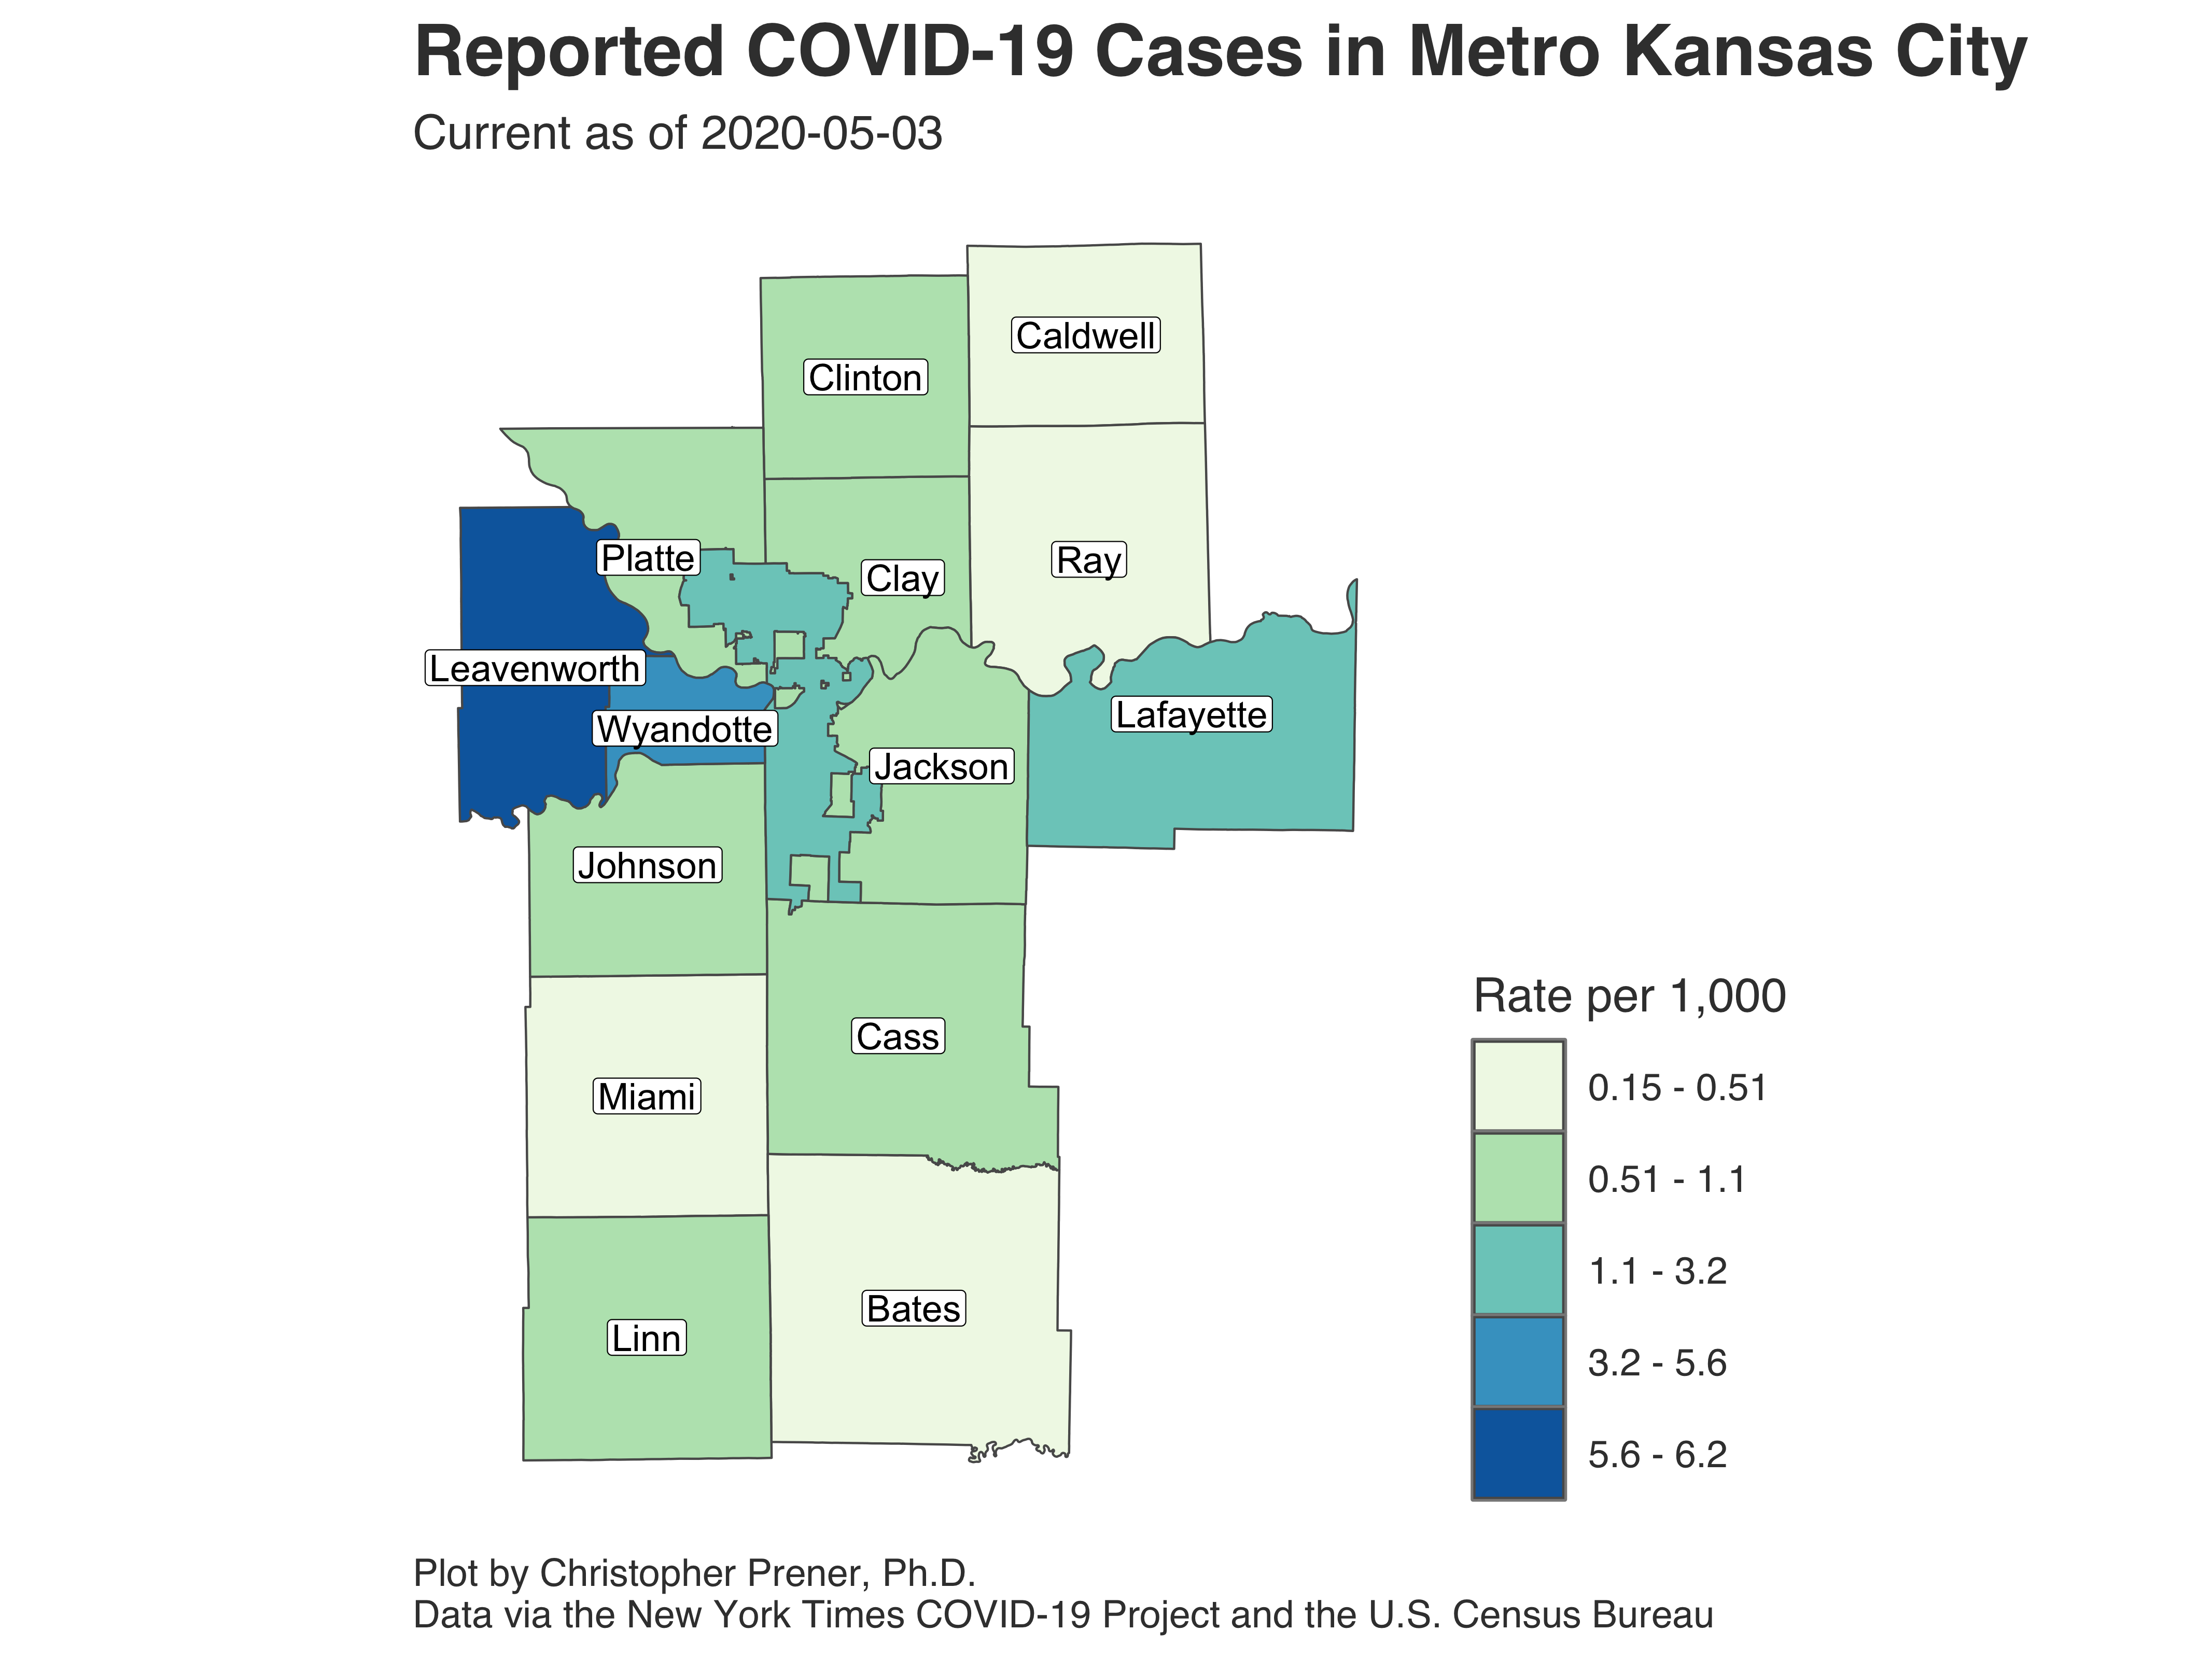 Reported COVID-19 Cases in Metro Kansas City
Current as of 2020-05-03
Caldwell
Clinton
Platte
Clay
Ray
Leavenworth
Wyandotte
Lafayette
Jackson
Johnson
Cass
Miami
Bates
Linn
Rate per 1,000
0.15 - 0.51
0.51 - 1.1
1.1 - 3.2
3.2 - 5.6
5.6 - 6.2
Plot by Christopher Prener, Ph.D.
Data via the New York Times COVID-19 Project and the U.S. Census Bureau